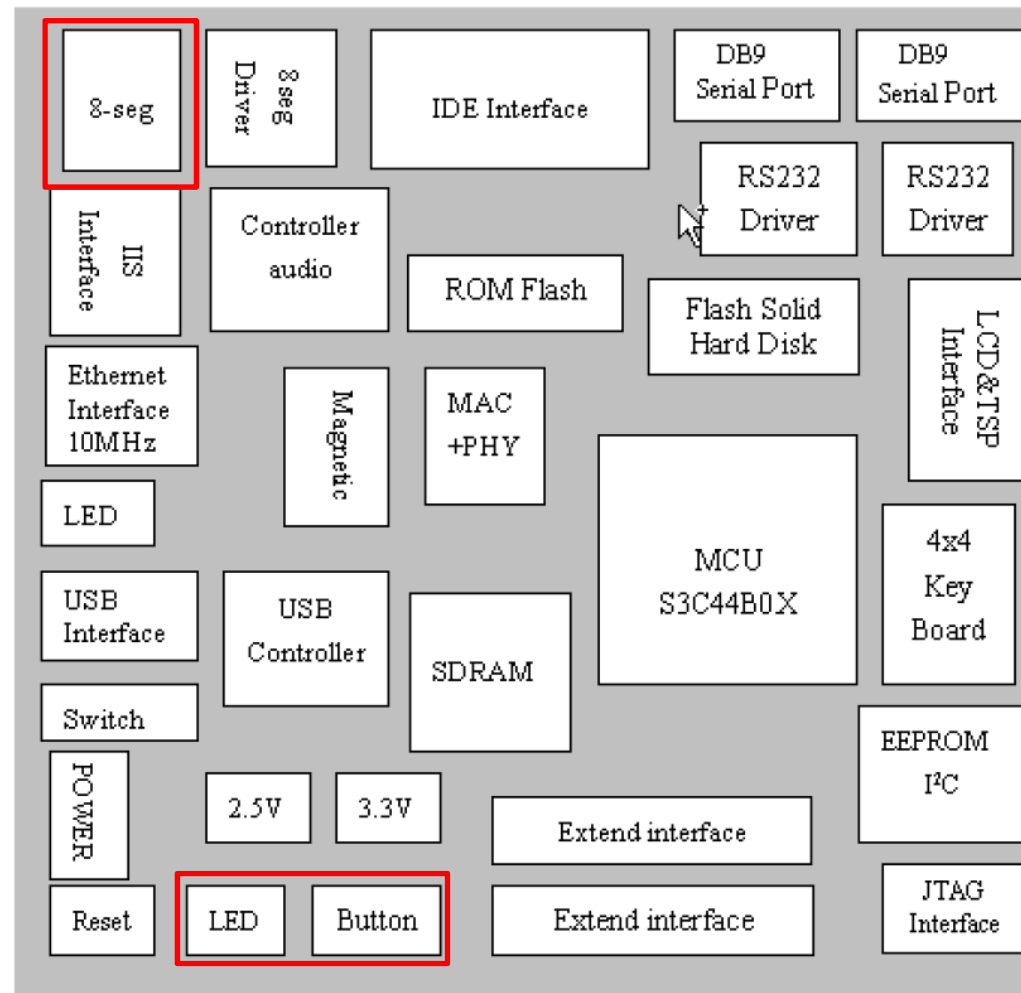 8-seg
8seg
Driver
IDE Interface
DB9
Serial Port
DB9
Serial Port
RS232
Driver
RS232
Driver
IIS
Interface
Controller
audio
ROM Flash
Flash Solid
Hard Disk
LCD&TSP
Interface
Ethernet
Interface
10MHz
Magnetic
MAC
+PHY
LED
MCU
S3C44B0X
4x4
Key
Board
USB
Interface
USB
Controller
SDRAM
Switch
EEPROM
I²C
POWER
2.5V
3.3V
Extend interface
Reset
LED
Button
Extend interface
JTAG
Interface